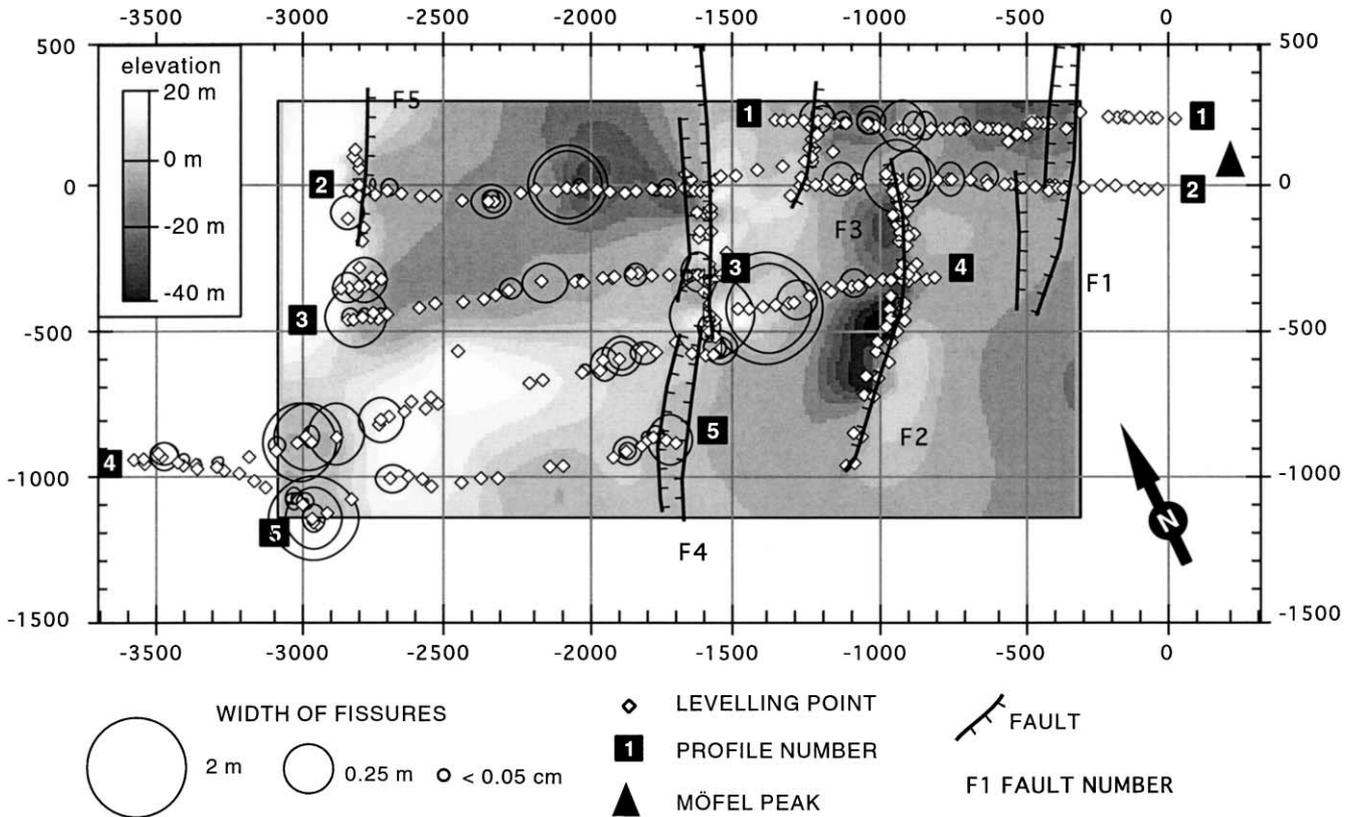 -3500 -3000 -2500 -2000 -1500 -1000 -500 0
500 500
elevation
20 m
0 m
-20 m
-40 m
F5
1 1
2 0 0 2
F3
3 4
3 F1
-500 -500
5
F2
4
-1000 -1000
5
F4
N
-1500 -1500
-3500 -3000 -2500 -2000 -1500 -1000 -500 0
WIDTH OF FISSURES
2 m
0.25 m
< 0.05 cm
LEVELLING POINT
1 PROFILE NUMBER
MÖFEL PEAK
FAULT
F1 FAULT NUMBER